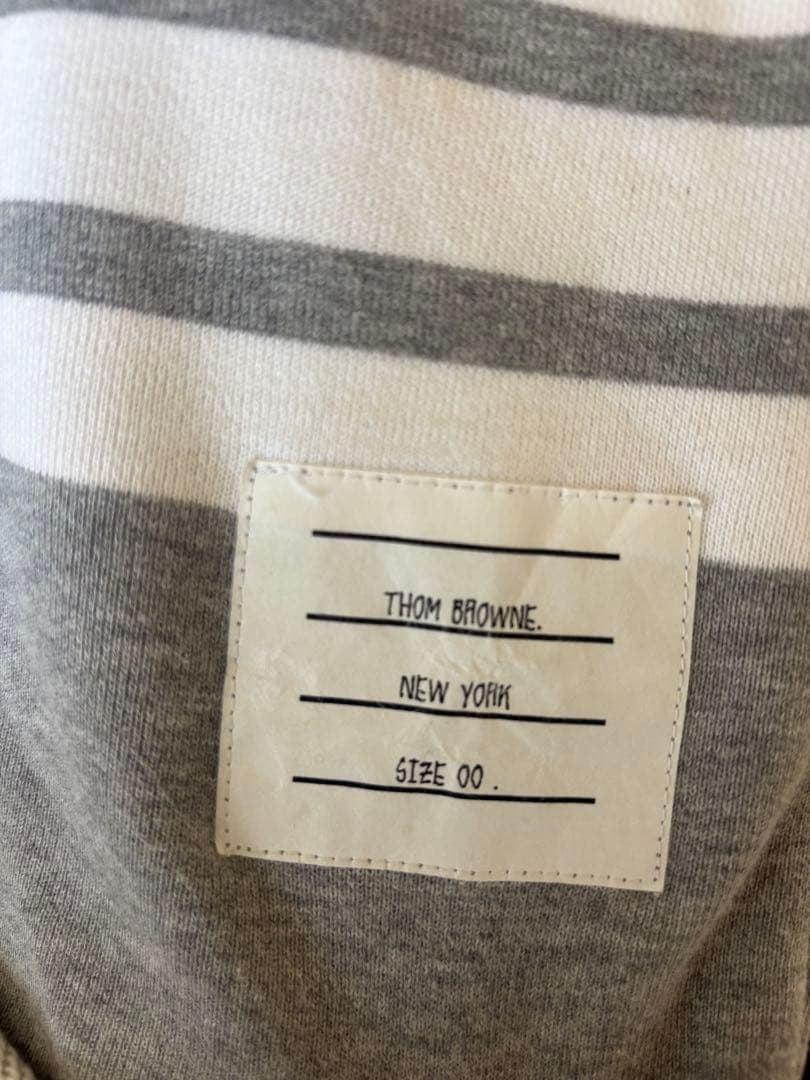 THOM BROWNE.
NEW YORK
SIZE 00 .